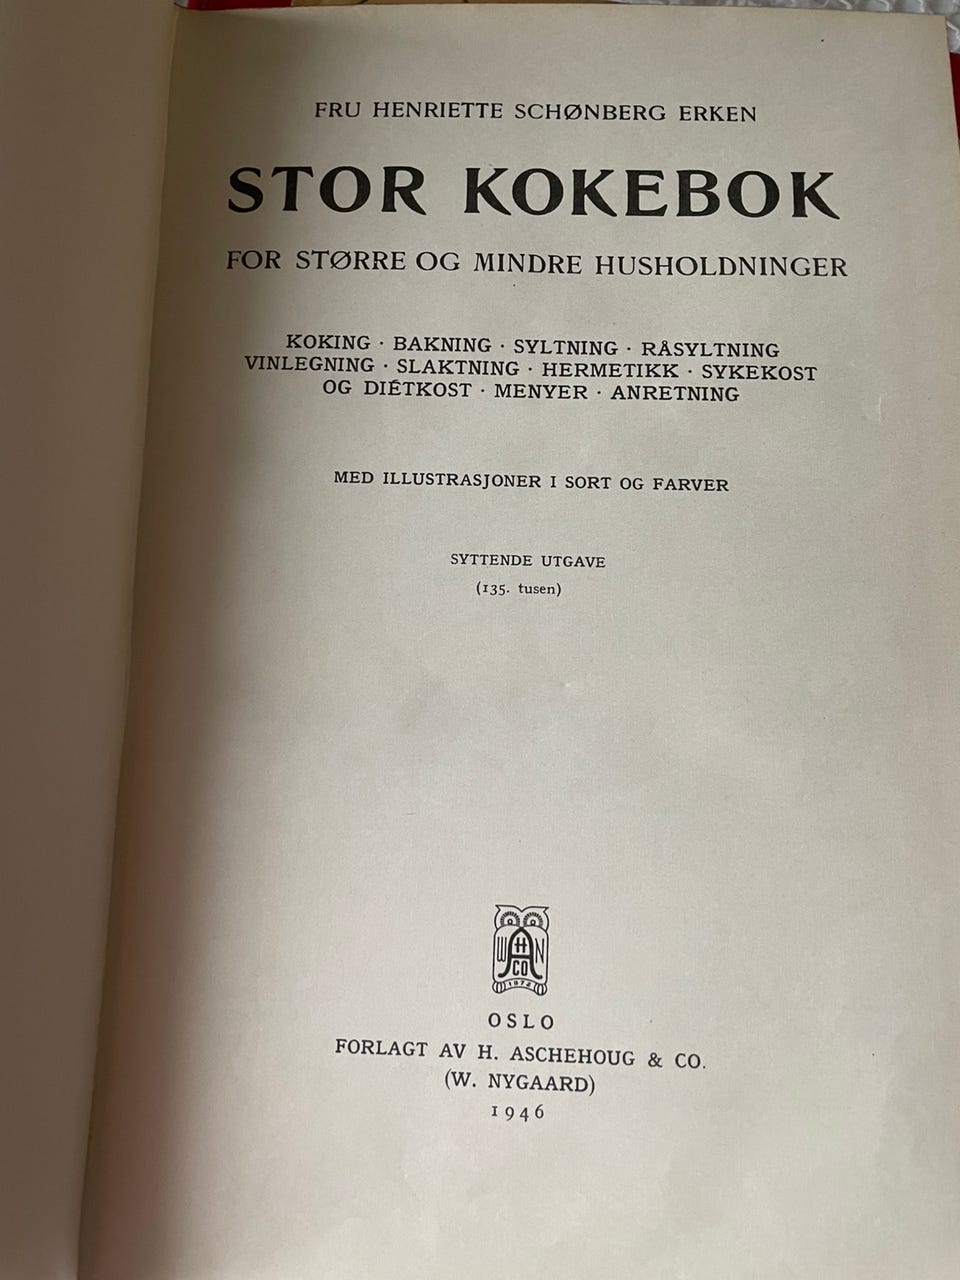 FRU HENRIETTE SCHØNBERG ERKEN
STOR KOKEBOK
FOR STØRRE OG MINDRE HUSHOLDNINGER
KOKING · BAKNING · SYLTNING · RÅSYLTNING
VINLEGNING · SLAKTNING · HERMETIKK · SYKEKOST
OG DIÉTKOST · MENYER · ANRETNING
MED ILLUSTRASJONER I SORT OG FARVER
SYTTENDE UTGAVE
(135. tusen)
W H N
A
CO
1872
OSLO
FORLAGT AV H. ASCHEHOUG & CO.
(W. NYGAARD)
1946